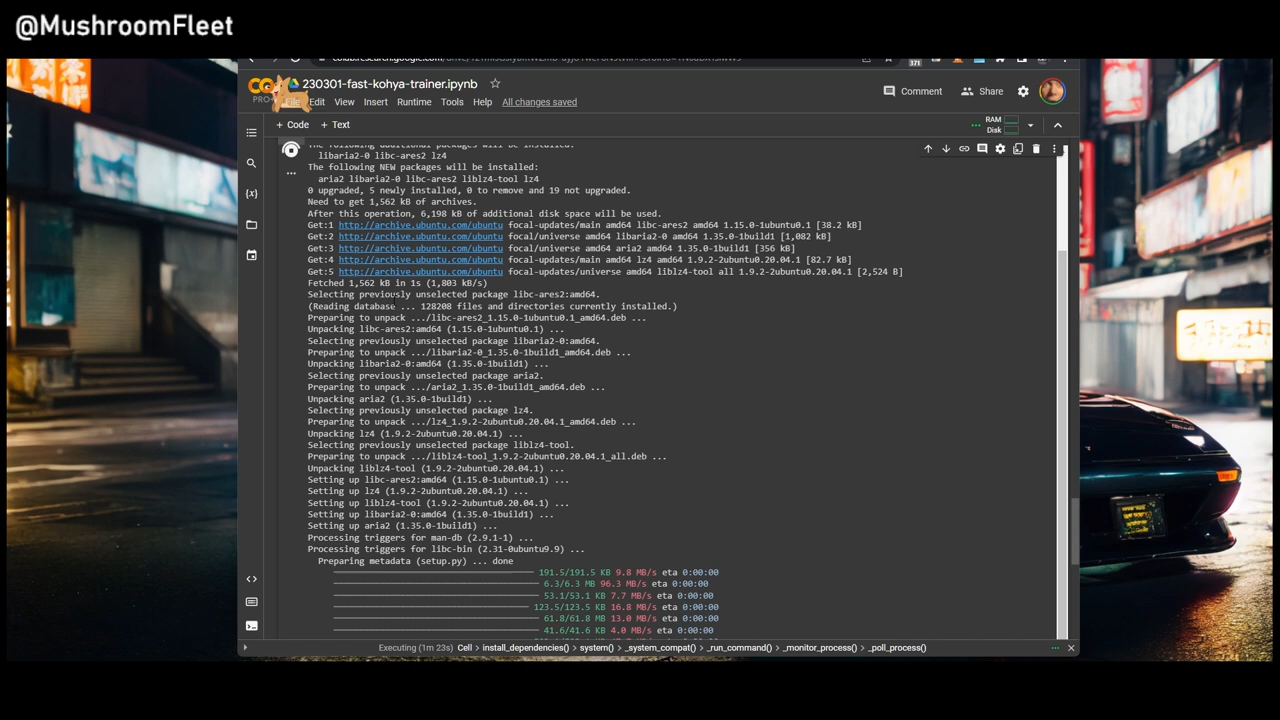 @MushroomFleet
230301-fast-kohya-trainer.ipynb
PRO
File Edit View Insert Runtime Tools Help All changes saved
Comment Share
+ Code + Text
RAM
Disk
The following additional packages will be installed:
libaria2-0 libc-ares2 lz4
The following NEW packages will be installed:
aria2 libaria2-0 libc-ares2 liblz4-tool lz4
0 upgraded, 5 newly installed, 0 to remove and 19 not upgraded.
Need to get 1,562 kB of archives.
After this operation, 6,198 kB of additional disk space will be used.
Get:1 http://archive.ubuntu.com/ubuntu focal-updates/main amd64 libc-ares2 amd64 1.15.0-1ubuntu0.1 [38.2 kB]
Get:2 http://archive.ubuntu.com/ubuntu focal/universe amd64 libaria2-0 amd64 1.35.0-1build1 [1,082 kB]
Get:3 http://archive.ubuntu.com/ubuntu focal/universe amd64 aria2 amd64 1.35.0-1build1 [356 kB]
Get:4 http://archive.ubuntu.com/ubuntu focal-updates/main amd64 lz4 amd64 1.9.2-2ubuntu0.20.04.1 [82.7 kB]
Get:5 http://archive.ubuntu.com/ubuntu focal-updates/universe amd64 liblz4-tool all 1.9.2-2ubuntu0.20.04.1 [2,524 B]
Fetched 1,562 kB in 1s (1,803 kB/s)
Selecting previously unselected package libc-ares2:amd64.
(Reading database ... 128208 files and directories currently installed.)
Preparing to unpack .../libc-ares2_1.15.0-1ubuntu0.1_amd64.deb ...
Unpacking libc-ares2:amd64 (1.15.0-1ubuntu0.1) ...
Selecting previously unselected package libaria2-0:amd64.
Preparing to unpack .../libaria2-0_1.35.0-1build1_amd64.deb ...
Unpacking libaria2-0:amd64 (1.35.0-1build1) ...
Selecting previously unselected package aria2.
Preparing to unpack .../aria2_1.35.0-1build1_amd64.deb ...
Unpacking aria2 (1.35.0-1build1) ...
Selecting previously unselected package lz4.
Preparing to unpack .../lz4_1.9.2-2ubuntu0.20.04.1_amd64.deb ...
Unpacking lz4 (1.9.2-2ubuntu0.20.04.1) ...
Selecting previously unselected package liblz4-tool.
Preparing to unpack .../liblz4-tool_1.9.2-2ubuntu0.20.04.1_all.deb ...
Unpacking liblz4-tool (1.9.2-2ubuntu0.20.04.1) ...
Setting up libc-ares2:amd64 (1.15.0-1ubuntu0.1) ...
Setting up lz4 (1.9.2-2ubuntu0.20.04.1) ...
Setting up liblz4-tool (1.9.2-2ubuntu0.20.04.1) ...
Setting up libaria2-0:amd64 (1.35.0-1build1) ...
Setting up aria2 (1.35.0-1build1) ...
Processing triggers for man-db (2.9.1-1) ...
Processing triggers for libc-bin (2.31-0ubuntu9.9) ...
Preparing metadata (setup.py) ... done
191.5/191.5 KB 9.8 MB/s eta 0:00:00
6.3/6.3 MB 96.3 MB/s eta 0:00:00
53.1/53.1 KB 7.7 MB/s eta 0:00:00
123.5/123.5 KB 16.8 MB/s eta 0:00:00
61.8/61.8 MB 13.0 MB/s eta 0:00:00
41.6/41.6 KB 4.0 MB/s eta 0:00:00
Executing (1m 23s) Cell > install_dependencies() > system() > _system_compat() > _run_command() > _monitor_process() > _poll_process()